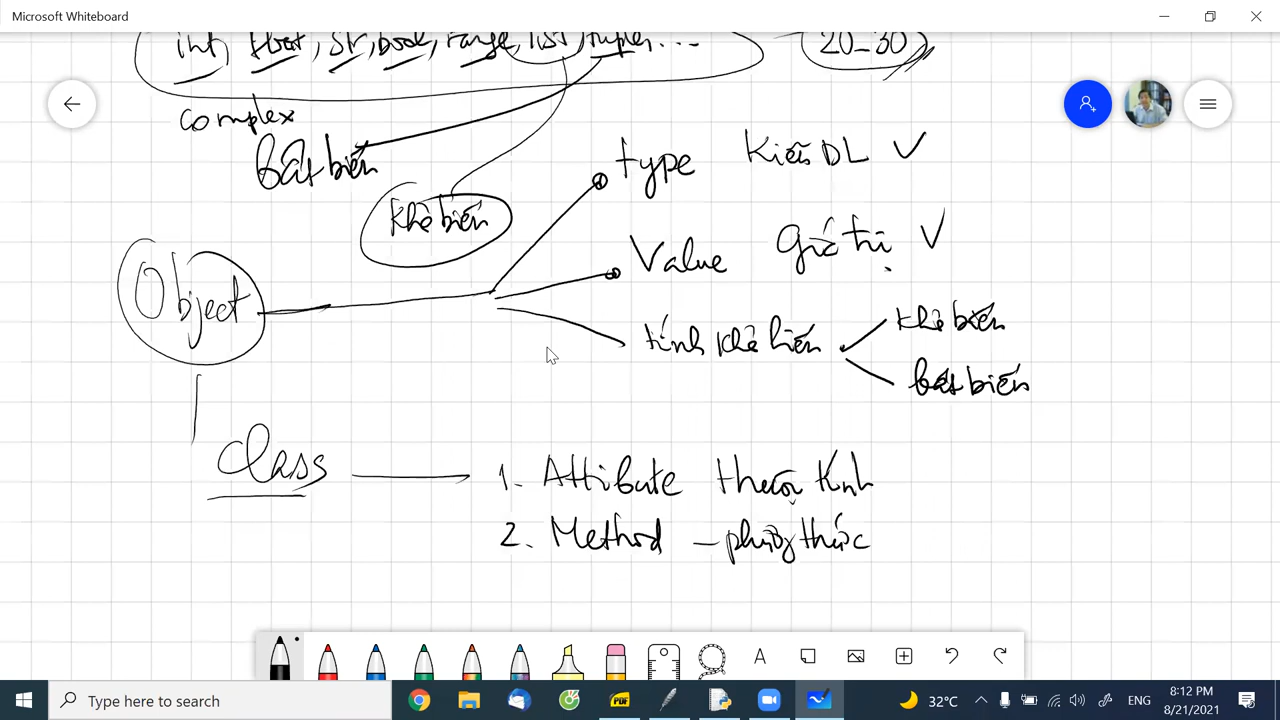 Microsoft Whiteboard
int, float, str, bool, range, list, tuple, ...
20_30
complex
bất biến
Khả biến
type Kiểu DL ✓
Value Giá trị ✓
Object
tính khả biến
Khả biến
bất biến
Class
1. Attribute thuộc tính
2. Method – phương thức
A
Type here to search
PDF
32°C
ENG
8:12 PM
8/21/2021